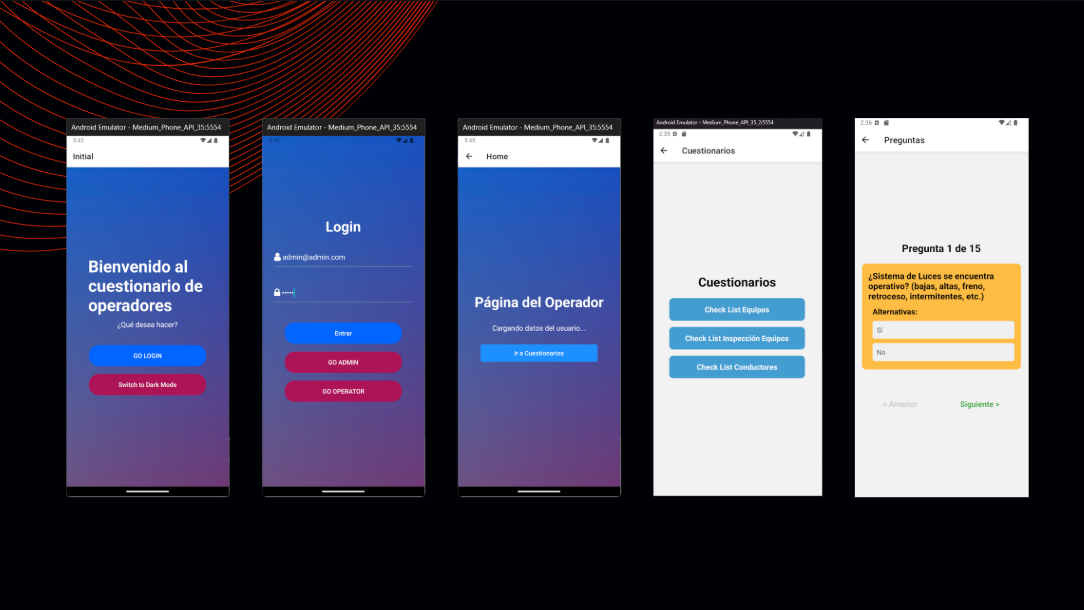 Android Emulator - Medium_Phone_API_35:5554
5:43
Initial
Bienvenido al
cuestionario de
operadores
¿Qué desea hacer?
GO LOGIN
Switch to Dark Mode
Android Emulator - Medium_Phone_API_35:5554
5:45
Login
admin@admin.com
•••••
Entrar
GO ADMIN
GO OPERATOR
Android Emulator - Medium_Phone_API_35:5554
5:45
Home
Página del Operador
Cargando datos del usuario...
Ir a Cuestionarios
Android Emulator - Medium_Phone_API_35_2:5554
2:35
Cuestionarios
Cuestionarios
Check List Equipos
Check List Inspección Equipos
Check List Conductores
2:36
Preguntas
Pregunta 1 de 15
¿Sistema de Luces se encuentra
operativo? (bajas, altas, freno,
retroceso, intermitentes, etc.)
Alternativas:
Sí
No
< Anterior
Siguiente >